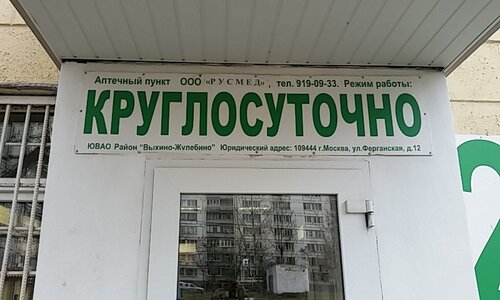 Аптечный пункт ООО «РУСМЕД», тел. 919-09-33. Режим работы:
КРУГЛОСУТОЧНО
ЮВАО Район "Выхино-Жулебино" Юридический адрес: 109444 г.Москва, ул.Ферганская, д.12
2